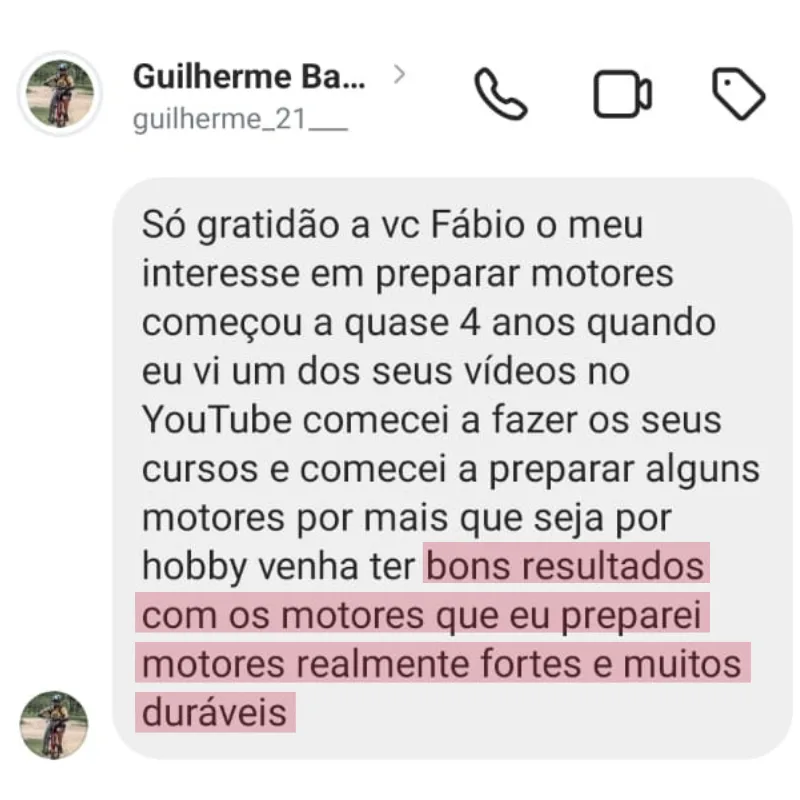 Guilherme Ba...
guilherme_21___
Só gratidão a vc Fábio o meu
interesse em preparar motores
começou a quase 4 anos quando
eu vi um dos seus vídeos no
YouTube comecei a fazer os seus
cursos e comecei a preparar alguns
motores por mais que seja por
hobby venha ter bons resultados
com os motores que eu preparei
motores realmente fortes e muitos
duráveis